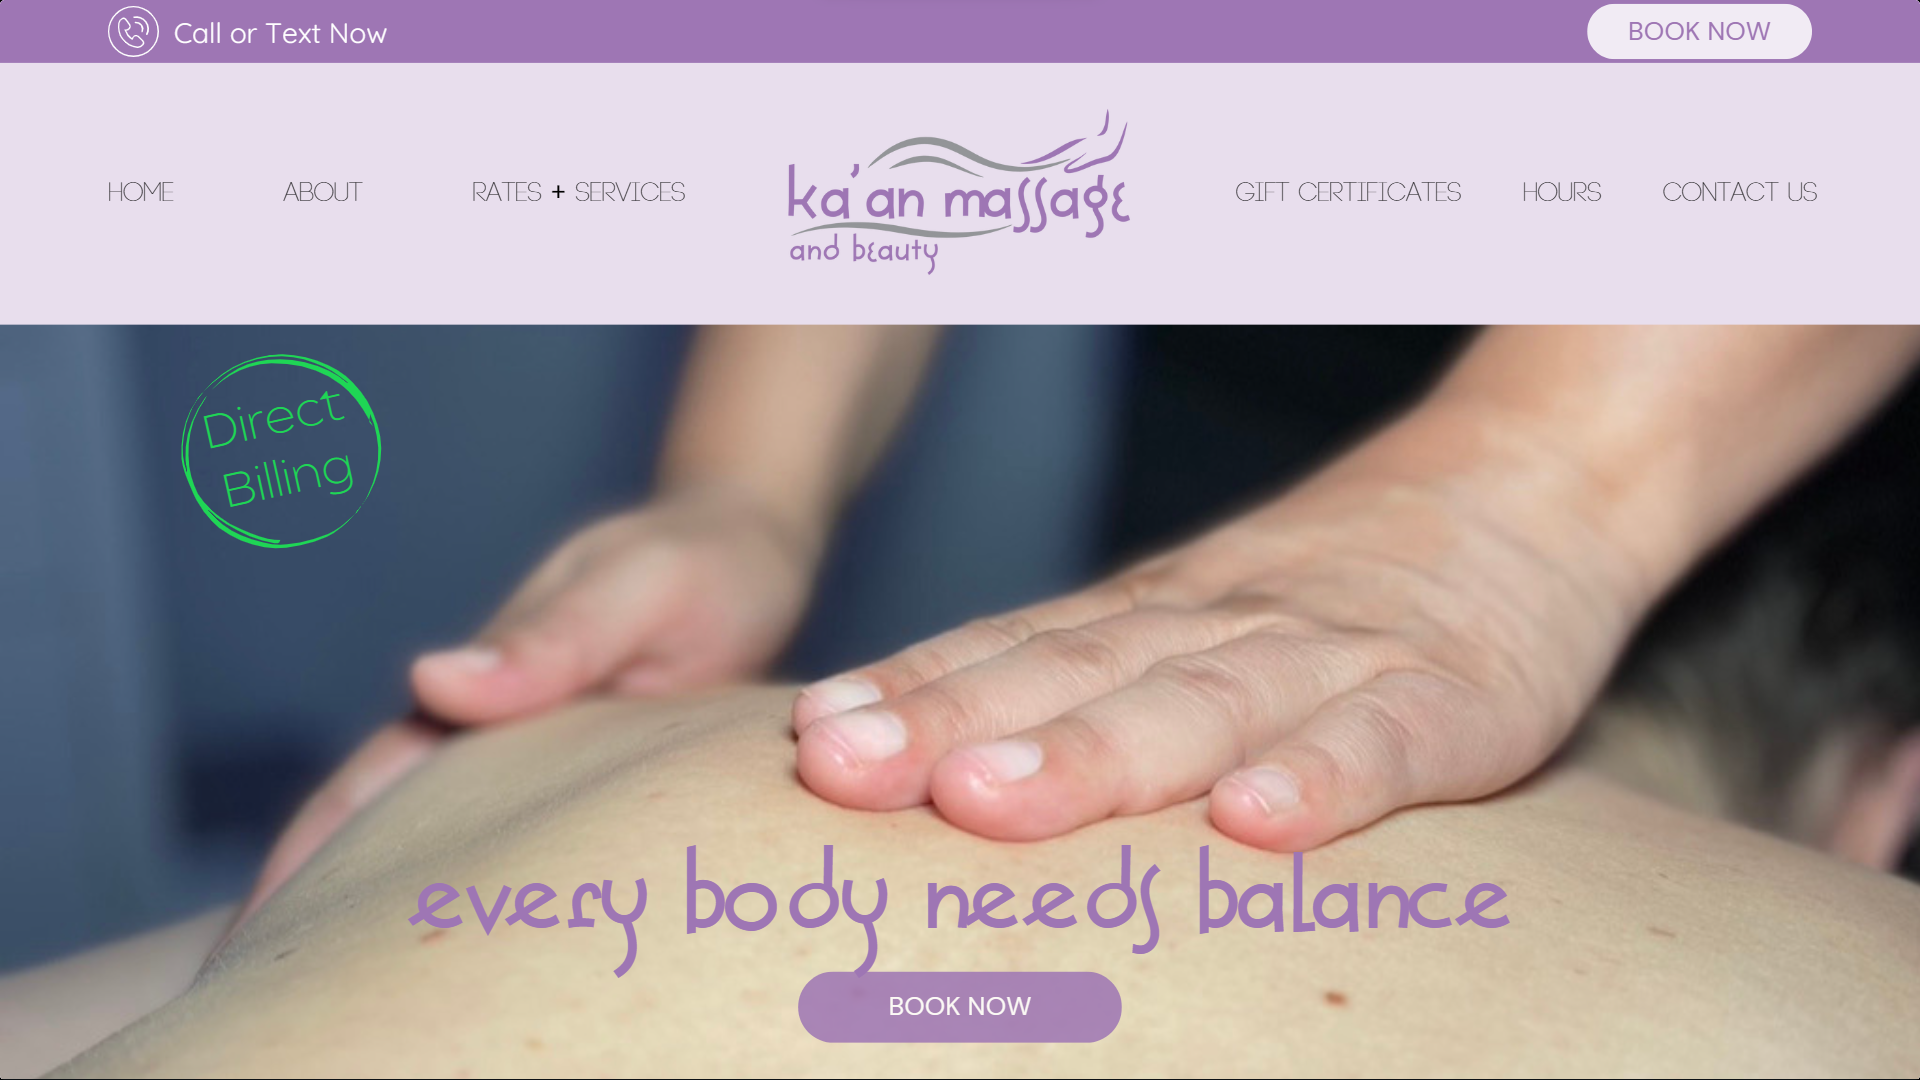 Call or Text Now
BOOK NOW
HOME
ABOUT
RATES + SERVICES
ka'an massage
and beauty
GIFT CERTIFICATES
HOURS
CONTACT US
Direct
Billing
every body needs balance
BOOK NOW